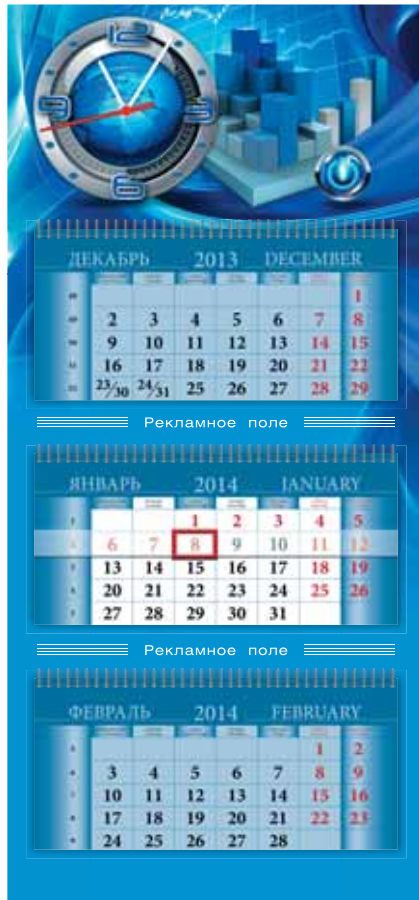 12
9 3
6
ДЕКАБРЬ 2013 DECEMBER
1
2 3 4 5 6 7 8
9 10 11 12 13 14 15
16 17 18 19 20 21 22
23/30 24/31 25 26 27 28 29
Рекламное поле
ЯНВАРЬ 2014 JANUARY
1 2 3 4 5
6 7 8 9 10 11 12
13 14 15 16 17 18 19
20 21 22 23 24 25 26
27 28 29 30 31
Рекламное поле
ФЕВРАЛЬ 2014 FEBRUARY
1 2
3 4 5 6 7 8 9
10 11 12 13 14 15 16
17 18 19 20 21 22 23
24 25 26 27 28